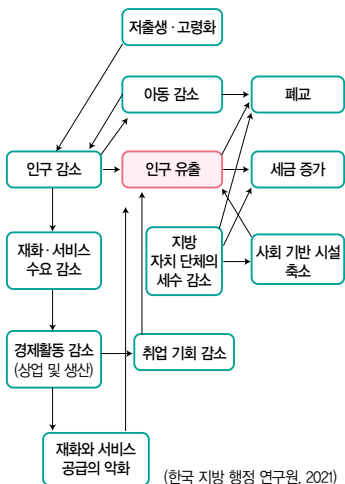 저출생·고령화
아동 감소
폐교
인구 감소
인구 유출
세금 증가
재화·서비스
수요 감소
지방
자치 단체의
세수 감소
사회 기반 시설
축소
경제활동 감소
(상업 및 생산)
취업 기회 감소
재화와 서비스
공급의 악화
(한국 지방 행정 연구원, 2021)